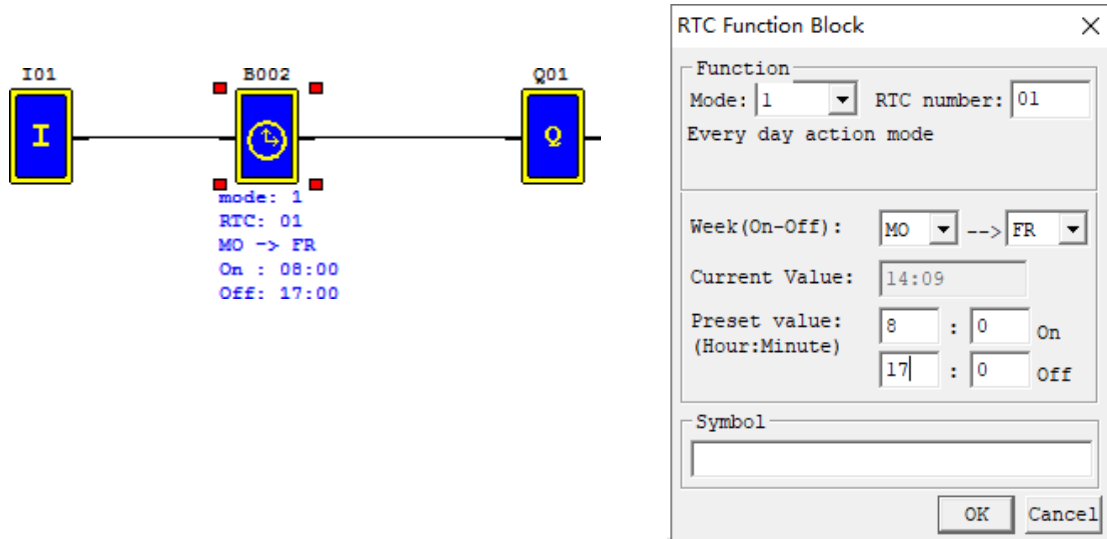 I01 B002 Q01
I Q
mode: 1
RTC: 01
MO -> FR
On : 08:00
Off: 17:00
RTC Function Block
Function
Mode: 1 RTC number: 01
Every day action mode
Week(On-Off): MO --> FR
Current Value: 14:09
Preset value: 8 : 0 On
(Hour:Minute)
17 : 0 Off
Symbol
OK Cancel